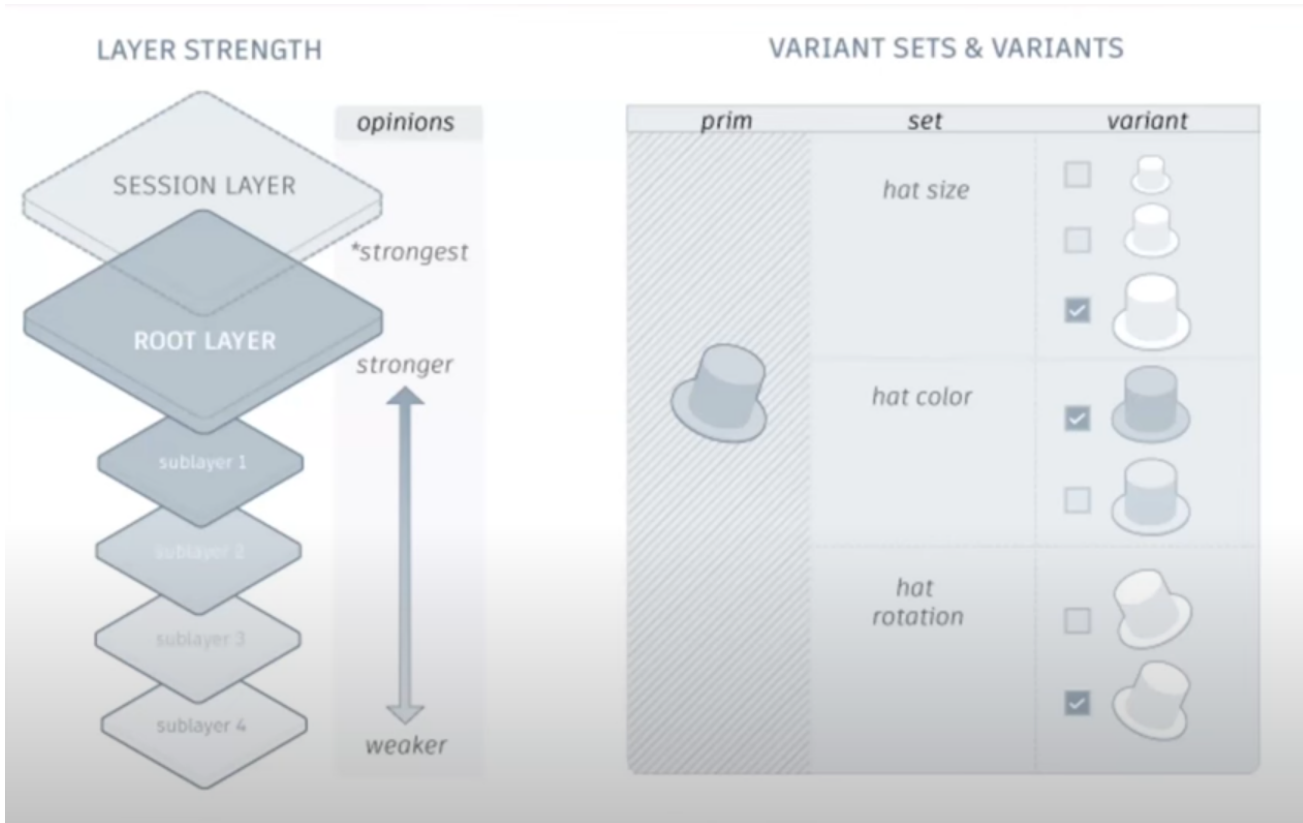 LAYER STRENGTH
opinions
SESSION LAYER
*strongest
ROOT LAYER
stronger
sublayer 1
sublayer 2
sublayer 3
sublayer 4
weaker
VARIANT SETS & VARIANTS
prim set variant
hat size
hat color
hat
rotation